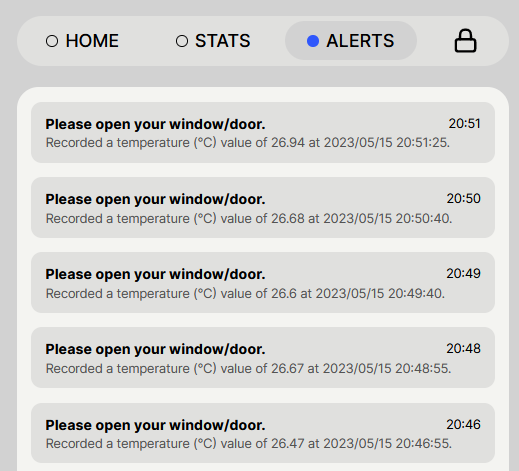 HOME STATS ALERTS
Please open your window/door. 20:51
Recorded a temperature (°C) value of 26.94 at 2023/05/15 20:51:25.
Please open your window/door. 20:50
Recorded a temperature (°C) value of 26.68 at 2023/05/15 20:50:40.
Please open your window/door. 20:49
Recorded a temperature (°C) value of 26.6 at 2023/05/15 20:49:40.
Please open your window/door. 20:48
Recorded a temperature (°C) value of 26.67 at 2023/05/15 20:48:55.
Please open your window/door. 20:46
Recorded a temperature (°C) value of 26.47 at 2023/05/15 20:46:55.